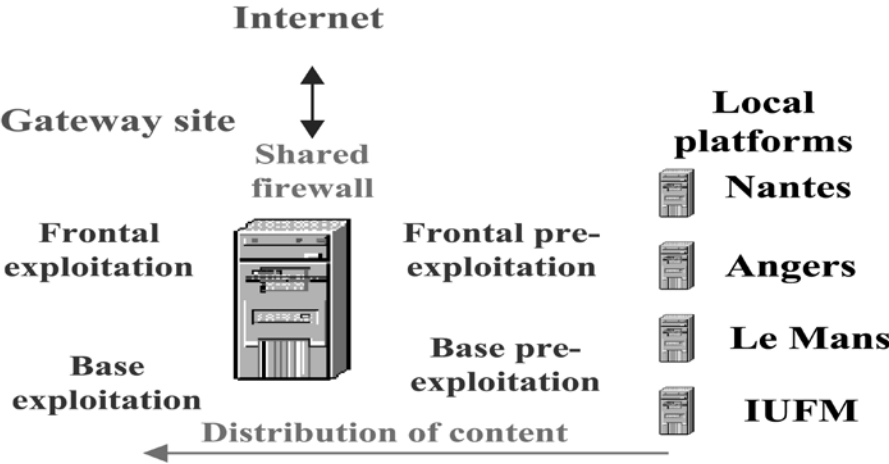 Internet
Gateway site
Shared
firewall
Frontal
exploitation
Base
exploitation
Frontal pre-
exploitation
Base pre-
exploitation
Local
platforms
Nantes
Angers
Le Mans
IUFM
Distribution of content